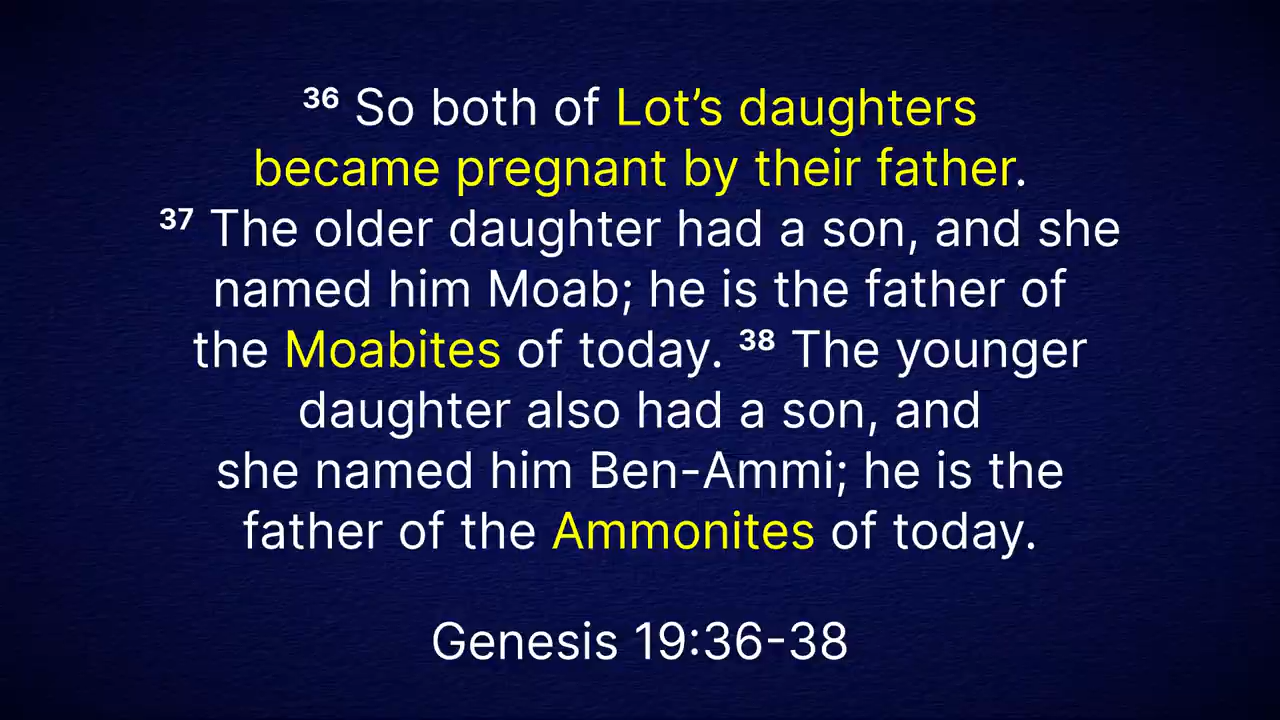 ³⁶ So both of Lot’s daughters
became pregnant by their father.
³⁷ The older daughter had a son, and she
named him Moab; he is the father of
the Moabites of today. ³⁸ The younger
daughter also had a son, and
she named him Ben-Ammi; he is the
father of the Ammonites of today.
Genesis 19:36-38